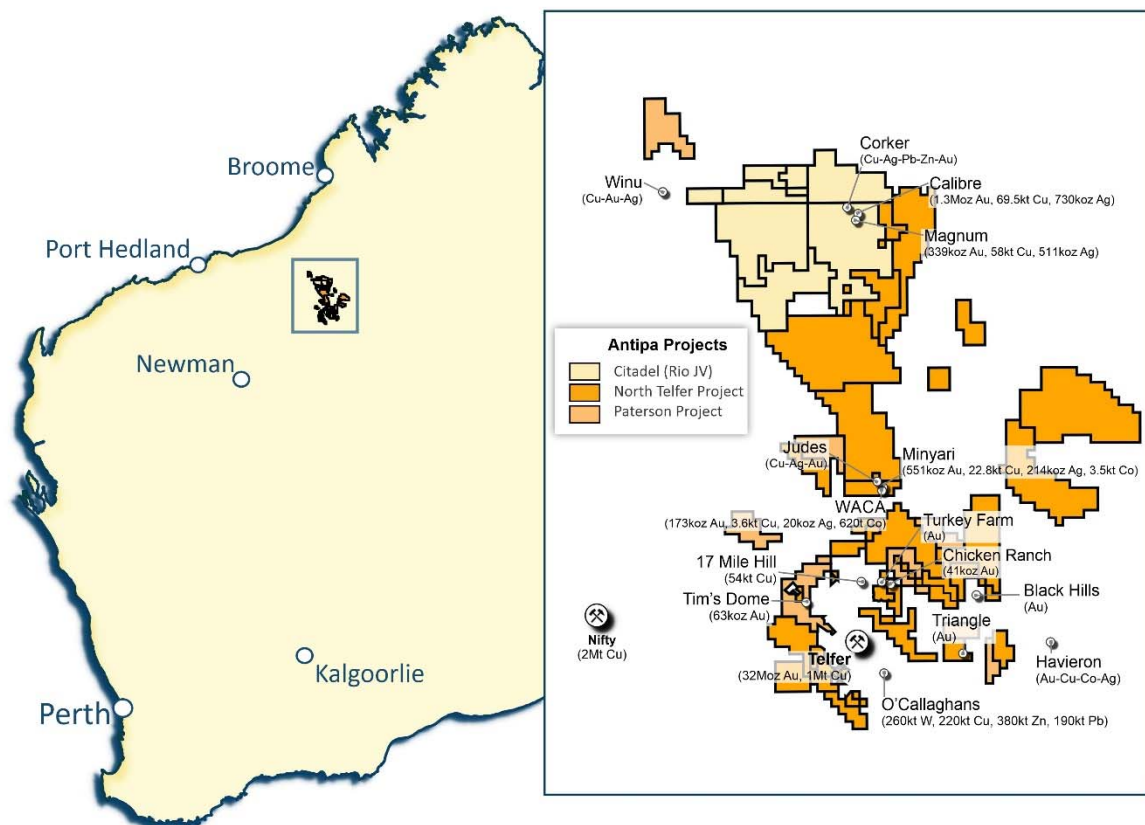 Broome
Port Hedland
Newman
Kalgoorlie
Perth
Corker
(Cu-Ag-Pb-Zn-Au)
Winu
(Cu-Au-Ag)
Calibre
(1.3Moz Au, 69.5kt Cu, 730koz Ag)
Magnum
(339koz Au, 58kt Cu, 511koz Ag)
Antipa Projects
Citadel (Rio JV)
North Telfer Project
Paterson Project
Judes
(Cu-Ag-Au)
Minyari
(551koz Au, 22.8kt Cu, 214koz Ag, 3.5kt Co)
WACA
(173koz Au, 3.6kt Cu, 20koz Ag, 620t Co)
Turkey Farm
(Au)
17 Mile Hill
(54kt Cu)
Chicken Ranch
(41koz Au)
Tim's Dome
(63koz Au)
Black Hills
(Au)
Nifty
(2Mt Cu)
Triangle
(Au)
Telfer
(32Moz Au, 1Mt Cu)
Havieron
(Au-Cu-Co-Ag)
O'Callaghans
(260kt W, 220kt Cu, 380kt Zn, 190kt Pb)